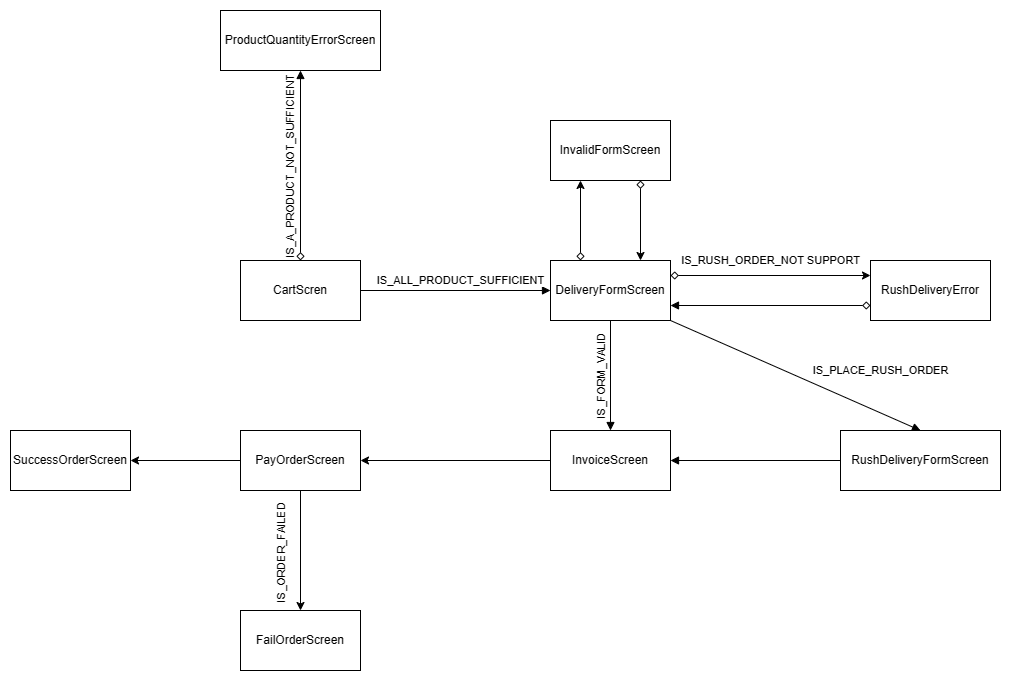 ProductQuantityErrorScreen
IS_A_PRODUCT_NOT_SUFFICIENT
InvalidFormScreen
IS_RUSH_ORDER_NOT SUPPORT
CartScren
IS_ALL_PRODUCT_SUFFICIENT
DeliveryFormScreen
RushDeliveryError
IS_FORM_VALID
IS_PLACE_RUSH_ORDER
SuccessOrderScreen
PayOrderScreen
InvoiceScreen
RushDeliveryFormScreen
IS_ORDER_FAILED
FailOrderScreen